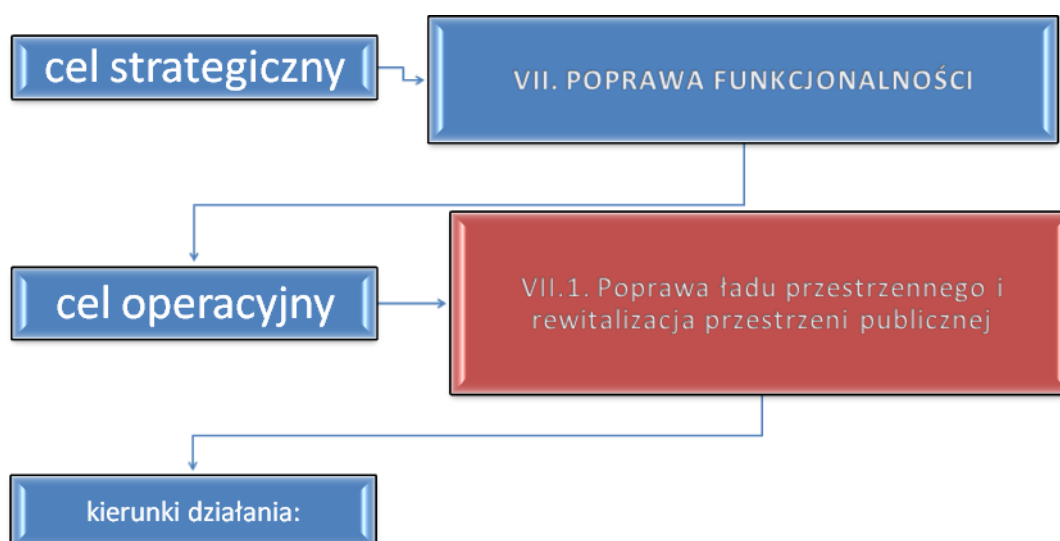 cel strategiczny
VII. POPRAWA FUNKCJONALNOŚCI
cel operacyjny
VII.1. Poprawa ładu przestrzennego i
rewitalizacja przestrzeni publicznej
kierunki działania: